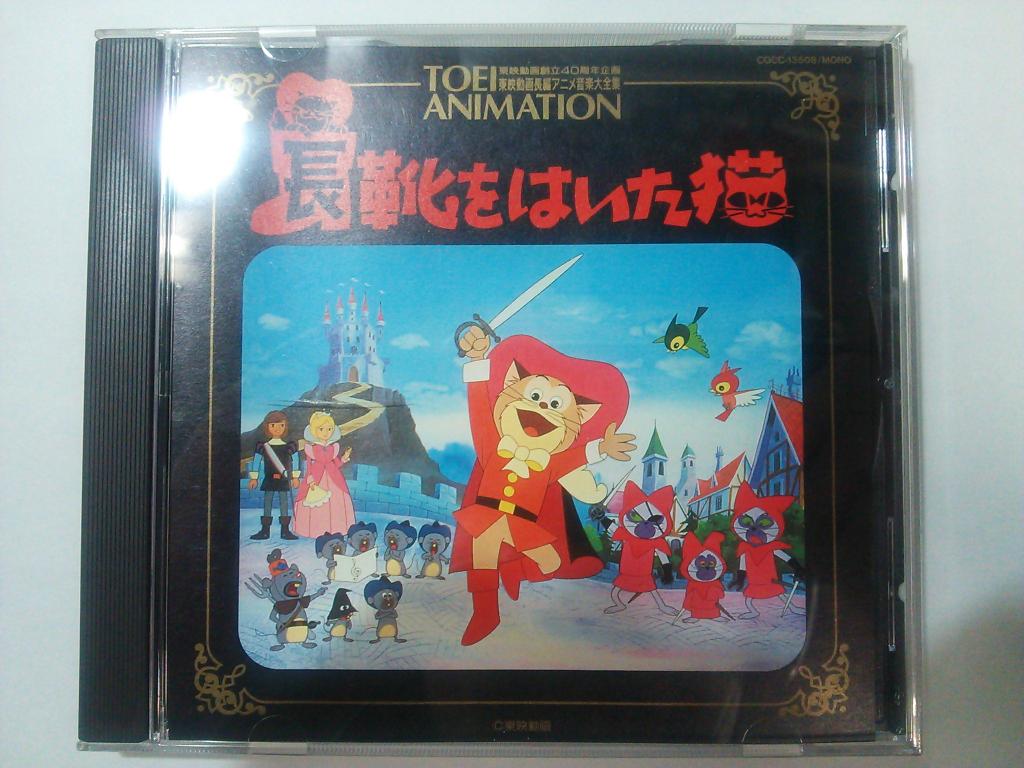 COCC-13508/MONO
TOEI 東映動画創立40周年企画
東映動画長編アニメ音楽大全集
ANIMATION
長靴をはいた猫
©東映動画